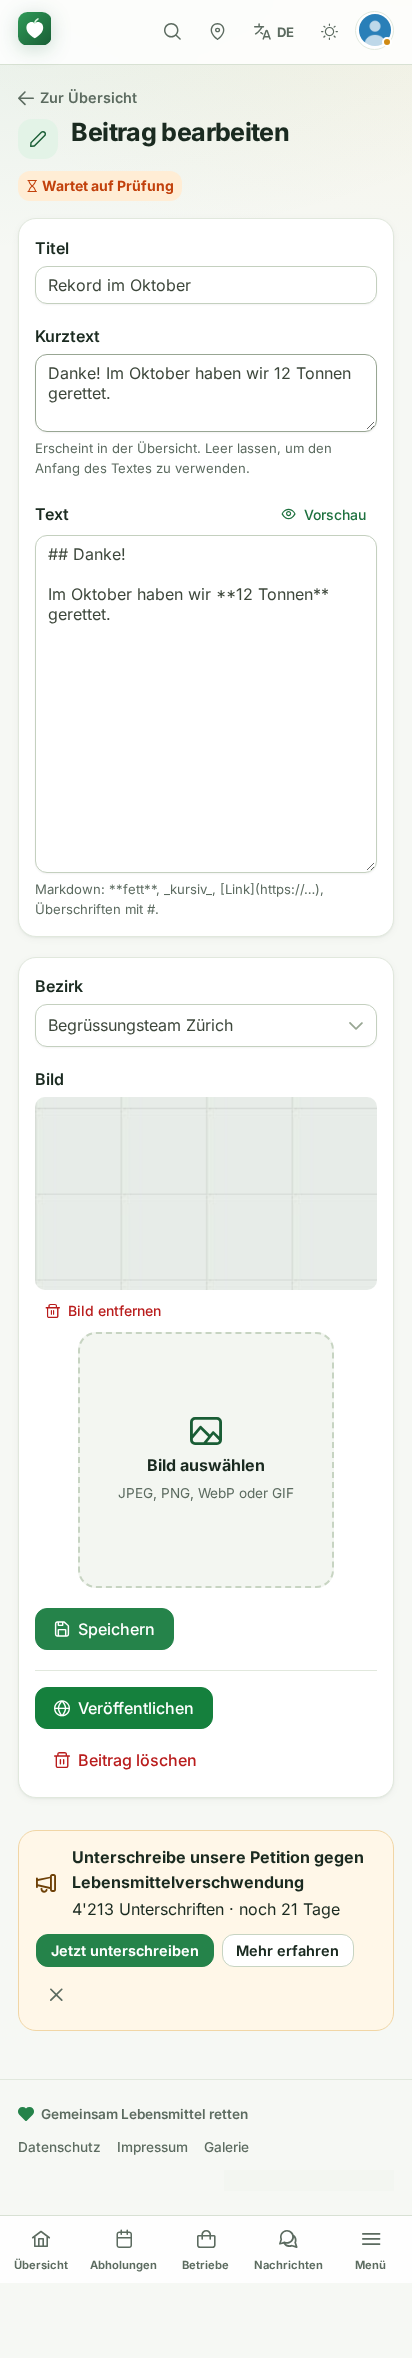 DE
Zur Übersicht
Beitrag bearbeiten
Wartet auf Prüfung
Titel
Rekord im Oktober
Kurztext
Danke! Im Oktober haben wir 12 Tonnen
gerettet.
Erscheint in der Übersicht. Leer lassen, um den
Anfang des Textes zu verwenden.
Text
Vorschau
## Danke!
Im Oktober haben wir **12 Tonnen**
gerettet.
Markdown: **fett**, _kursiv_, [Link](https://…),
Überschriften mit #.
Bezirk
Begrüssungsteam Zürich
Bild
Bild entfernen
Bild auswählen
JPEG, PNG, WebP oder GIF
Speichern
Veröffentlichen
Beitrag löschen
Unterschreibe unsere Petition gegen
Lebensmittelverschwendung
4'213 Unterschriften · noch 21 Tage
Jetzt unterschreiben
Mehr erfahren
Gemeinsam Lebensmittel retten
Datenschutz Impressum Galerie
Übersicht Abholungen Betriebe Nachrichten Menü